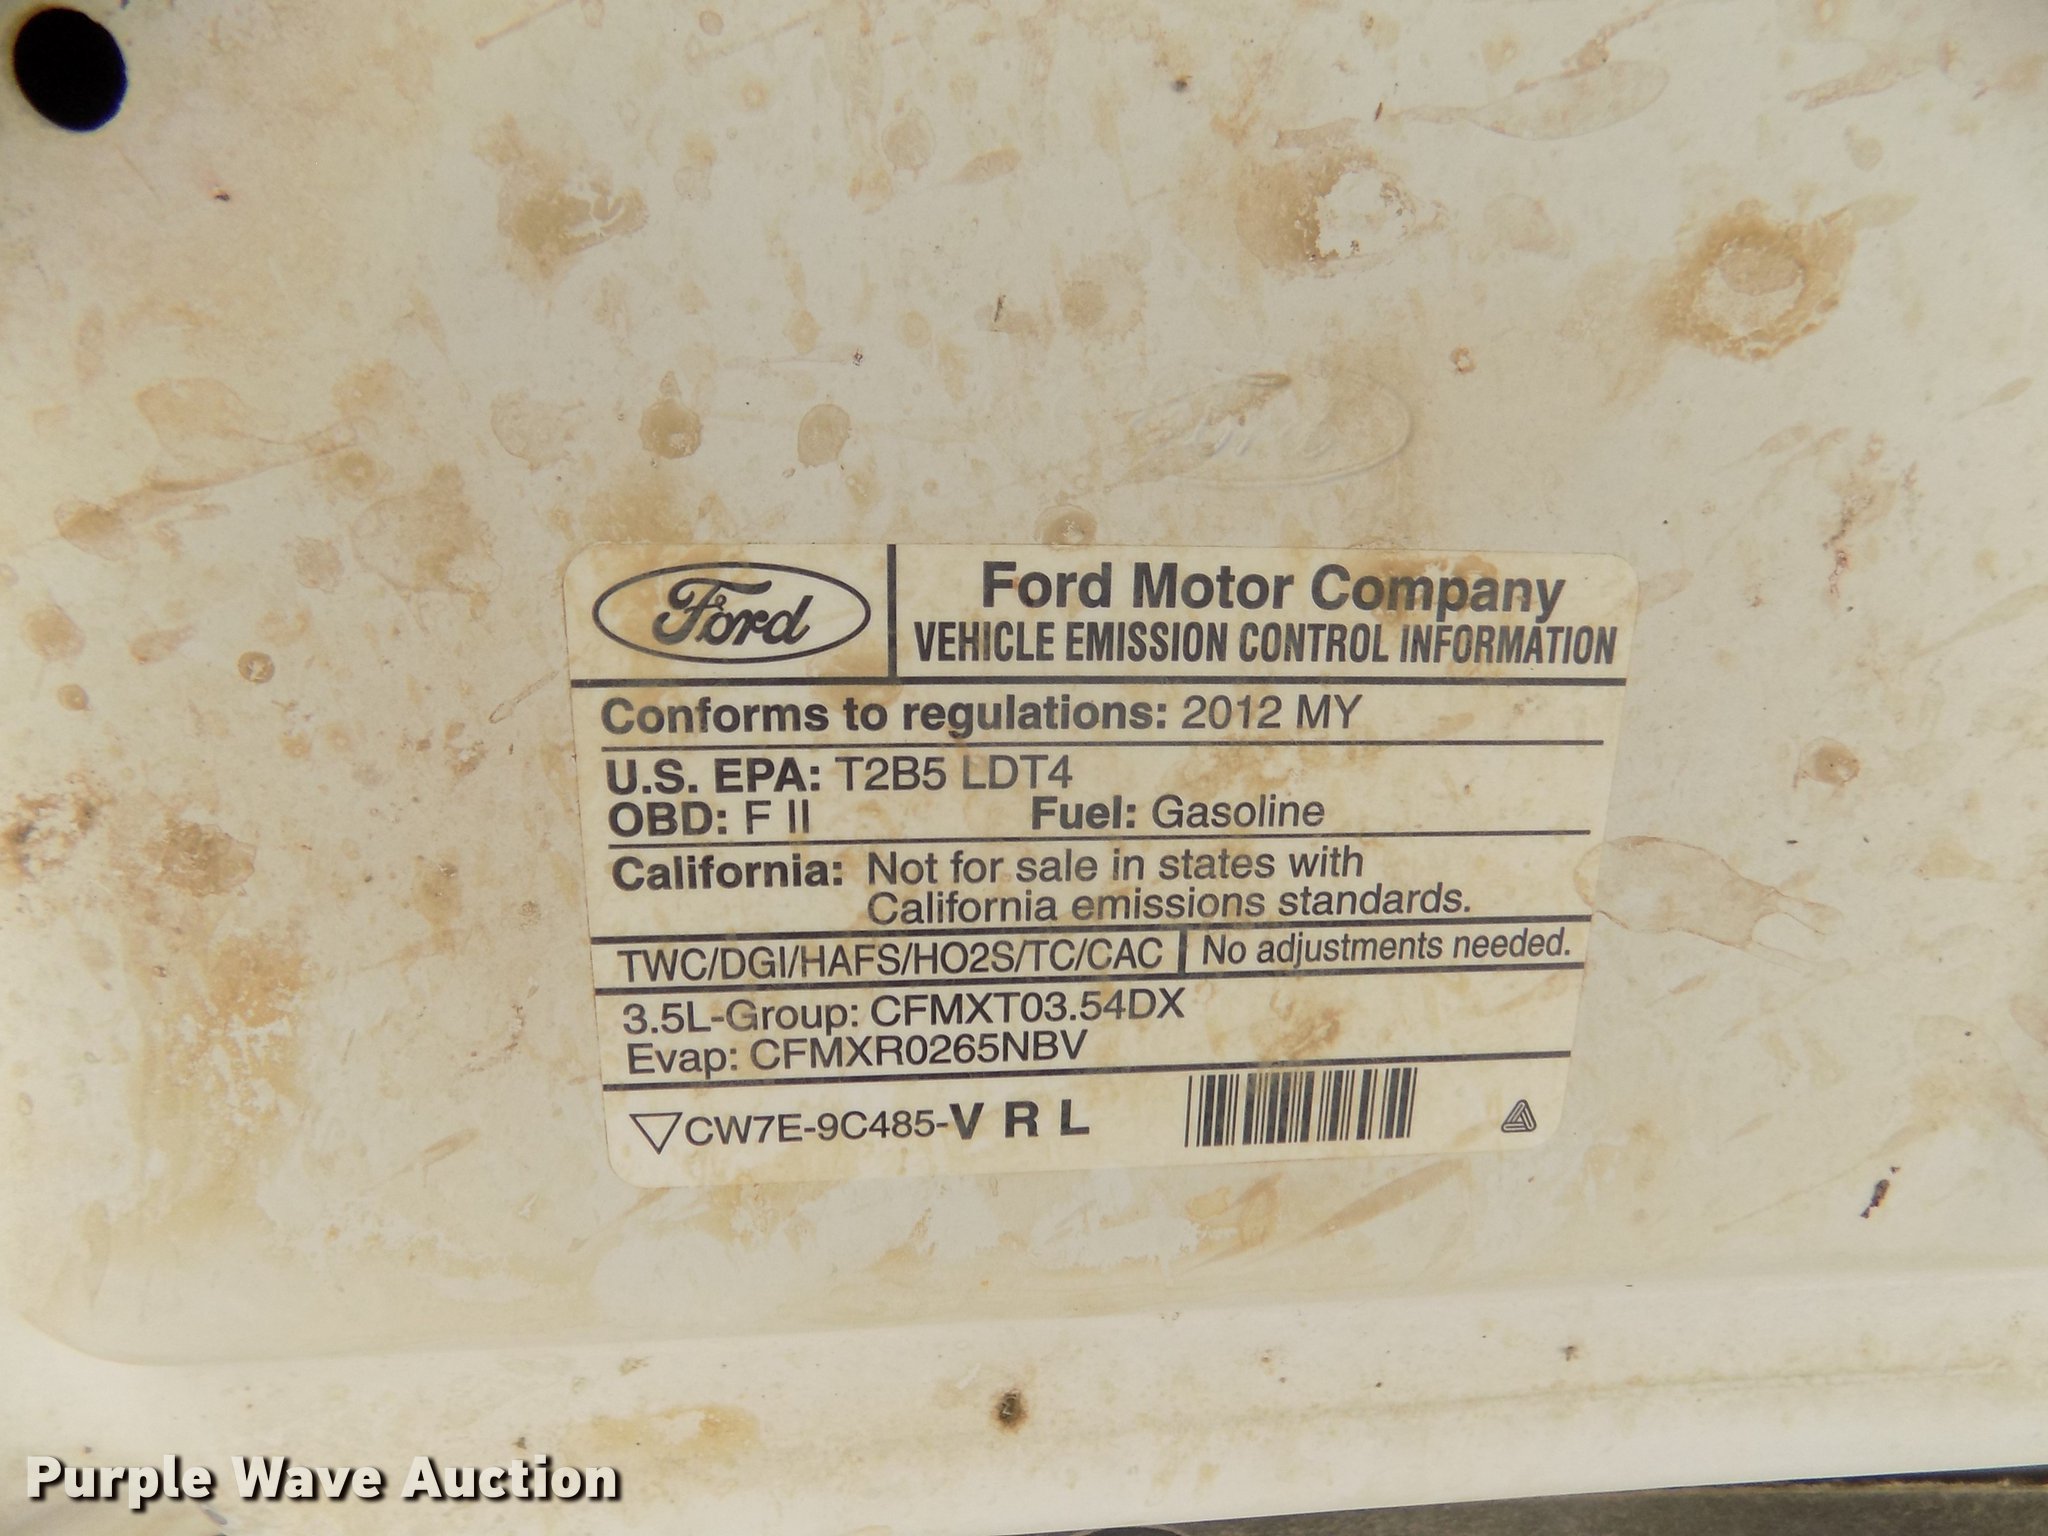 Ford
Ford
Ford Motor Company
VEHICLE EMISSION CONTROL INFORMATION
Conforms to regulations: 2012 MY
U.S. EPA: T2B5 LDT4
OBD: F II Fuel: Gasoline
California: Not for sale in states with
California emissions standards.
TWC/DGI/HAFS/HO2S/TC/CAC No adjustments needed.
3.5L-Group: CFMXT03.54DX
Evap: CFMXR0265NBV
CW7E-9C485-V R L
Purple Wave Auction